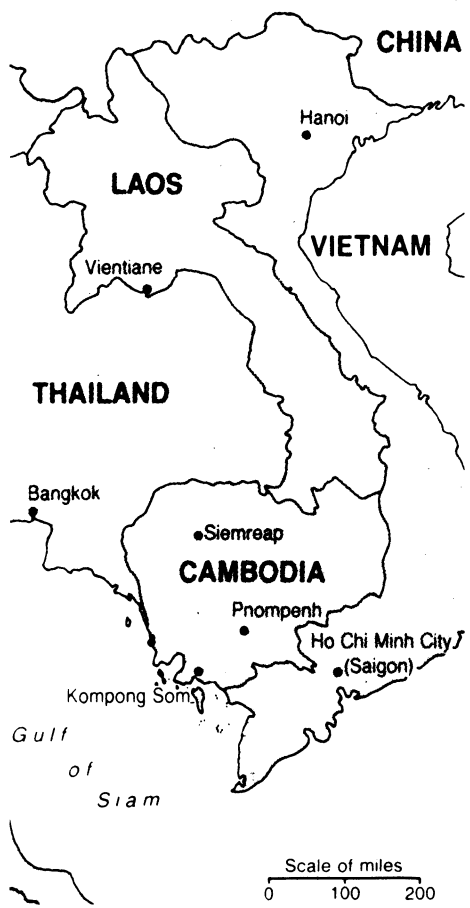 CHINA
Hanoi
LAOS
VIETNAM
Vientiane
THAILAND
Bangkok
Siemreap
CAMBODIA
Pnompenh
Ho Chi Minh City
(Saigon)
Kompong Som
Gulf
of
Siam
Scale of miles
0 100 200